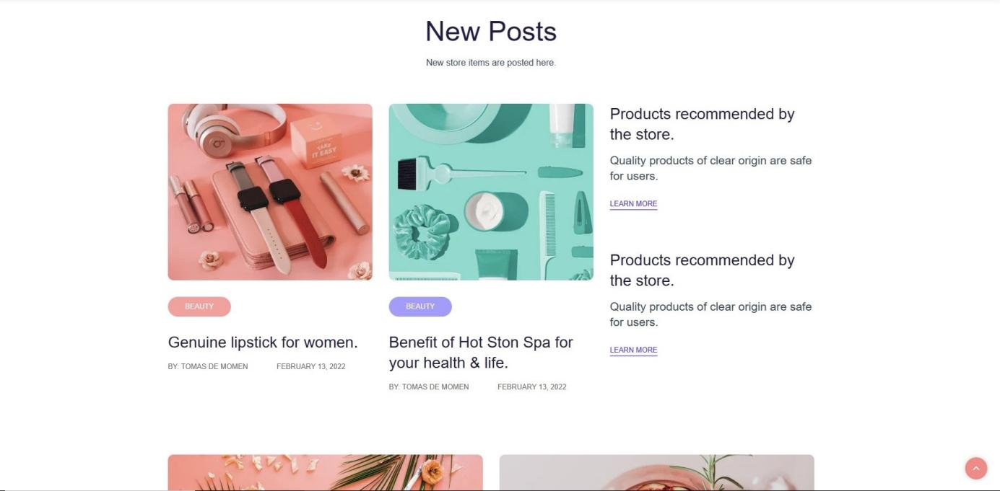 New Posts
New store items are posted here.
TAKE
IT EASY
BEAUTY
Genuine lipstick for women.
BY: TOMAS DE MOMEN FEBRUARY 13, 2022
BEAUTY
Benefit of Hot Ston Spa for
your health & life.
BY: TOMAS DE MOMEN FEBRUARY 13, 2022
Products recommended by
the store.
Quality products of clear origin are safe
for users.
LEARN MORE
Products recommended by
the store.
Quality products of clear origin are safe
for users.
LEARN MORE